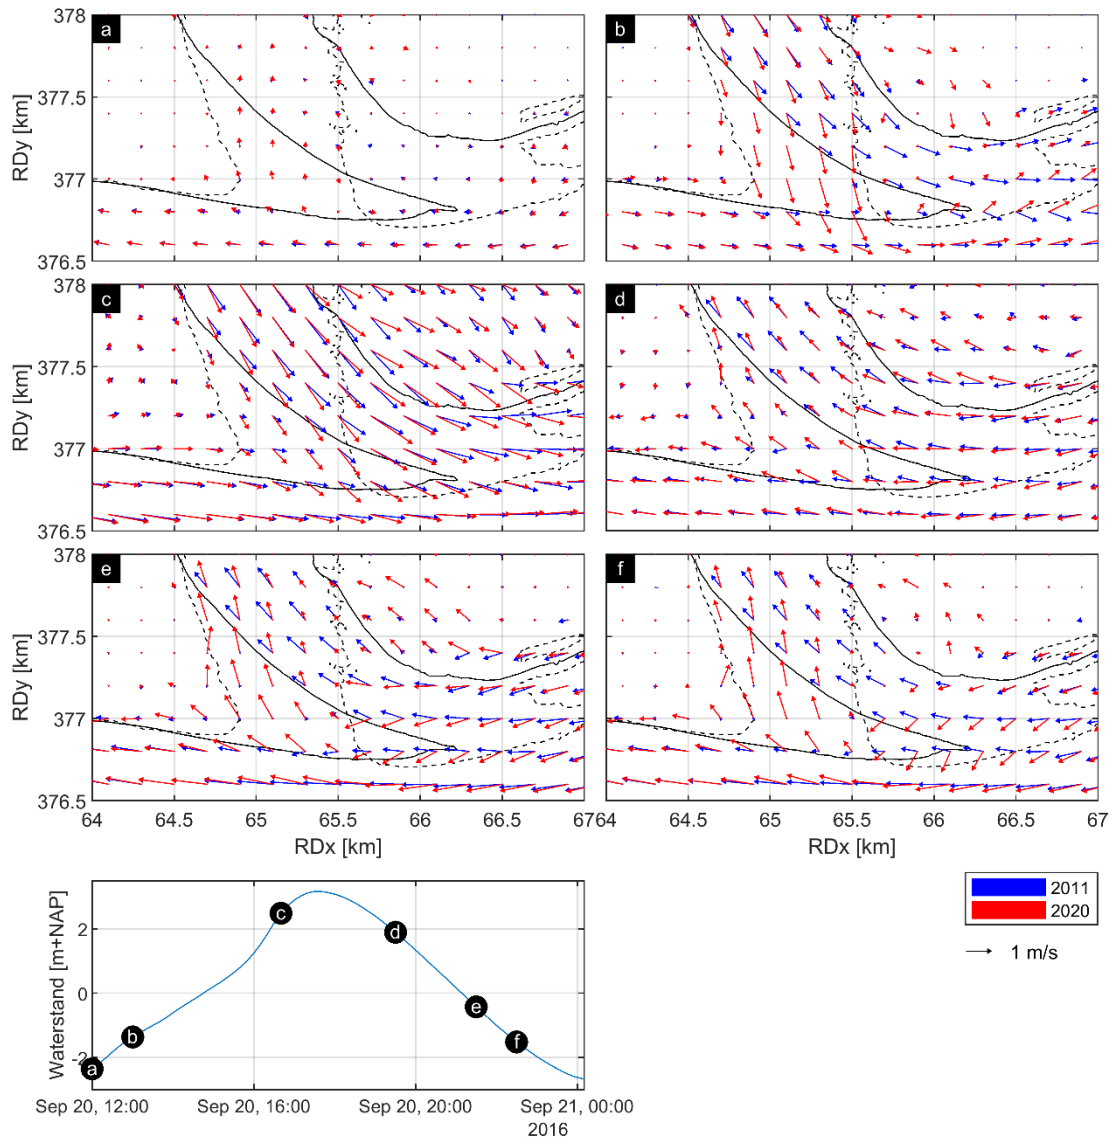 a
b
378
377.5
377
376.5
RDy [km]
c
d
378
377.5
377
376.5
RDy [km]
e
f
378
377.5
377
376.5
RDy [km]
64 64.5 65 65.5 66 66.5 67
64.5 65 65.5 66 66.5 67
RDx [km] RDx [km]
2011
2020
1 m/s
Waterstand [m+NAP]
2
0
-2
a b c d e f
Sep 20, 12:00 Sep 20, 16:00 Sep 20, 20:00 Sep 21, 00:00
2016